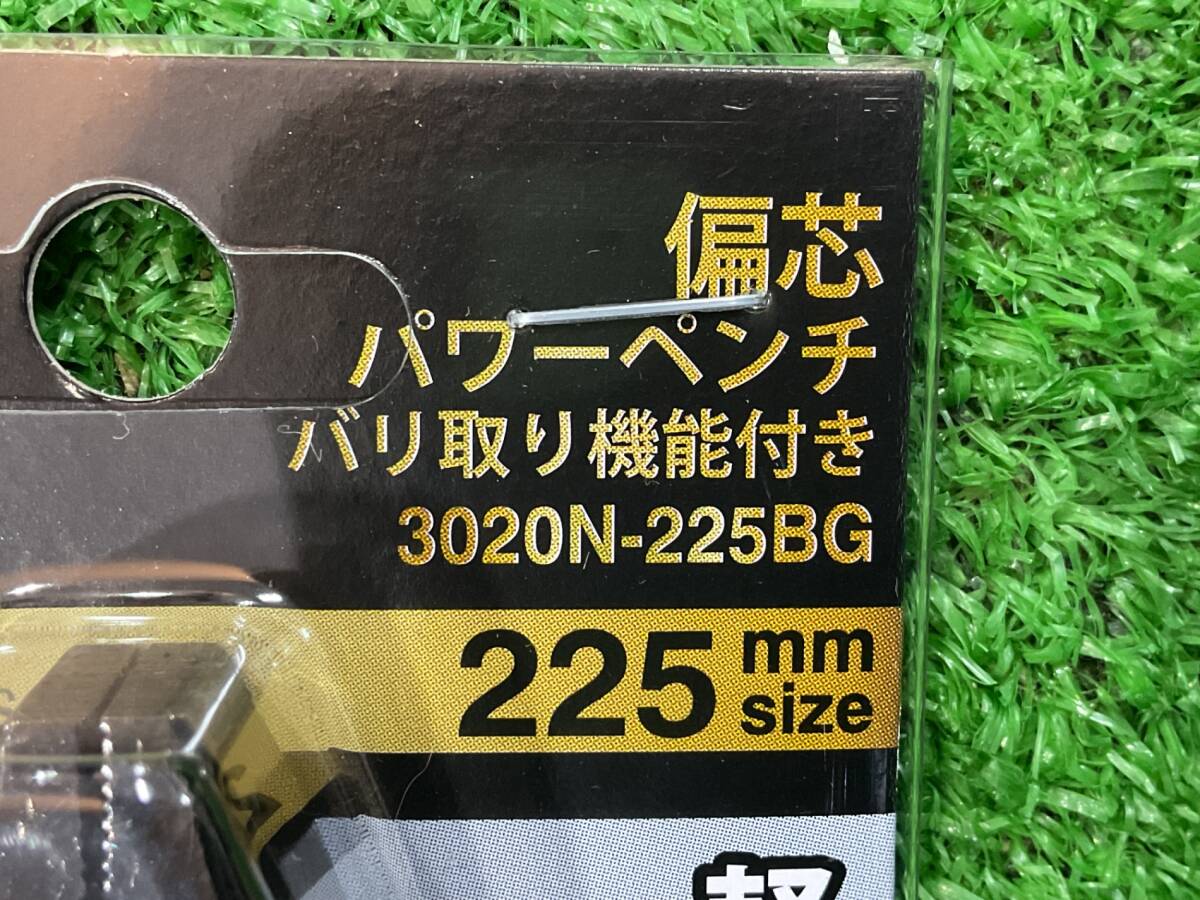 偏芯
パワーペンチ
バリ取り機能付き
3020N-225BG
225 mm size